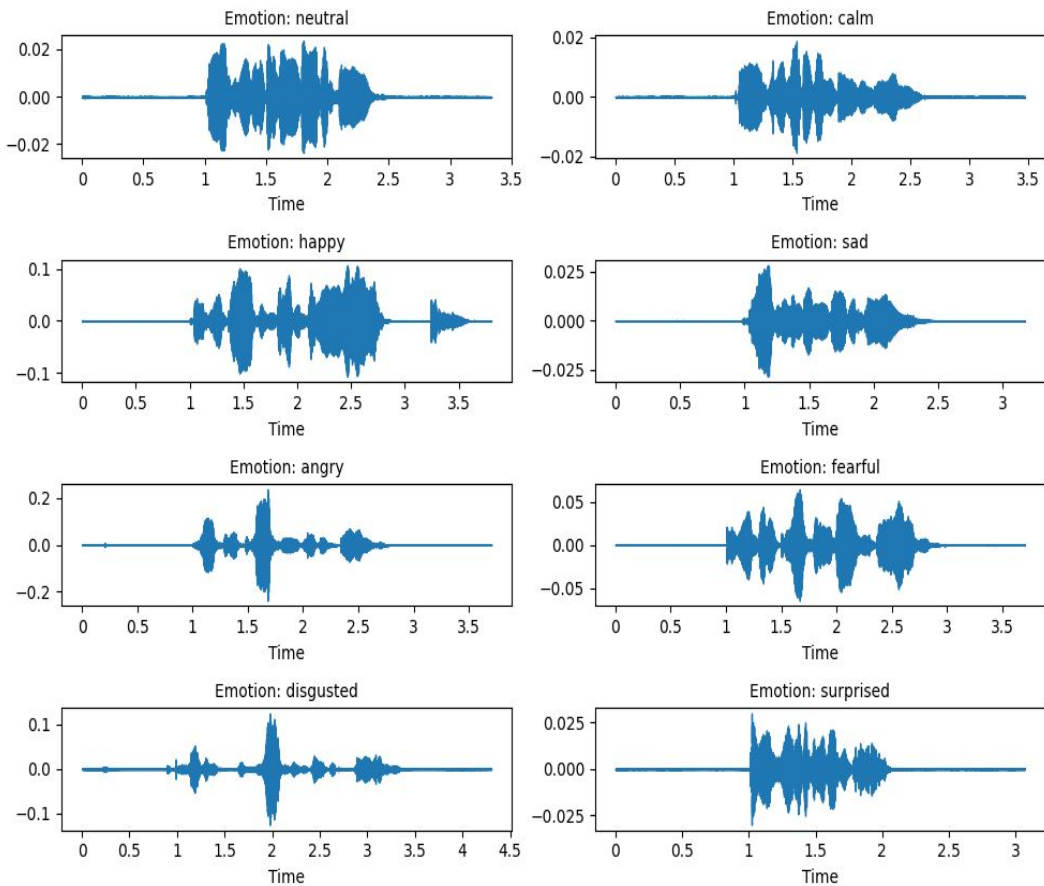 Emotion: neutral
0.02
0.00
−0.02
0 0.5 1 1.5 2 2.5 3 3.5
Time
Emotion: calm
0.02
0.00
−0.02
0 0.5 1 1.5 2 2.5 3 3.5
Time
Emotion: happy
0.1
0.0
−0.1
0 0.5 1 1.5 2 2.5 3 3.5
Time
Emotion: sad
0.025
0.000
−0.025
0 0.5 1 1.5 2 2.5 3
Time
Emotion: angry
0.2
0.0
−0.2
0 0.5 1 1.5 2 2.5 3 3.5
Time
Emotion: fearful
0.05
0.00
−0.05
0 0.5 1 1.5 2 2.5 3 3.5
Time
Emotion: disgusted
0.1
0.0
−0.1
0 0.5 1 1.5 2 2.5 3 3.5 4 4.5
Time
Emotion: surprised
0.025
0.000
−0.025
0 0.5 1 1.5 2 2.5 3
Time